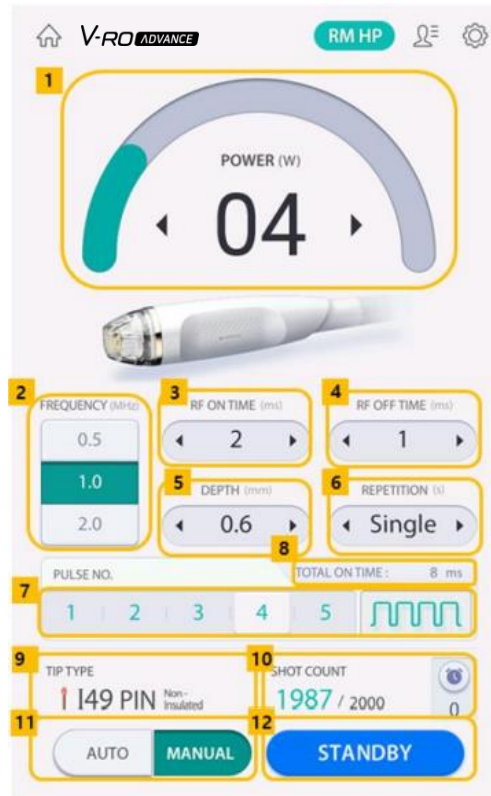 V-RO ADVANCE
RM HP
1
POWER (W)
04
2
FREQUENCY (MHz)
0.5
1.0
2.0
3
RF ON TIME (ms)
2
4
RF OFF TIME (ms)
1
5
DEPTH (mm)
0.6
6
REPETITION (s)
Single
7
PULSE NO.
1 2 3 4 5
8
TOTAL ON TIME : 8 ms
9
TIP TYPE
I49 PIN Non-Insulated
10
SHOT COUNT
1987 / 2000
0
11
AUTO MANUAL
12
STANDBY